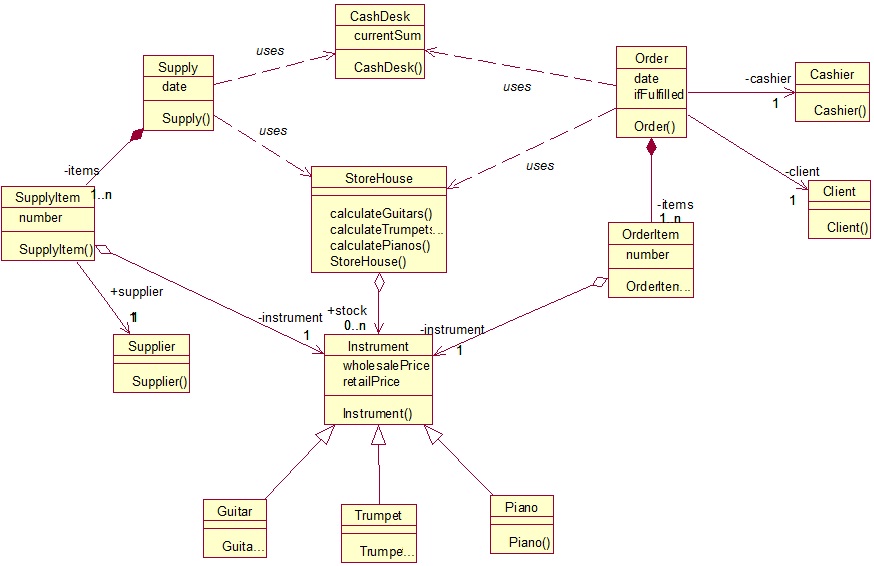 CashDesk
currentSum
CashDesk()
uses
Supply
date
Supply()
uses
Order
date
ifFulfilled
Order()
uses
-cashier
1
Cashier
Cashier()
uses
-items
1..n
StoreHouse
calculateGuitars()
calculateTrumpets...
calculatePianos()
StoreHouse()
-client
1
Client
Client()
SupplyItem
number
SupplyItem()
-items
1..n
OrderItem
number
OrderIten...
+supplier
1
-instrument
1
+stock
0..n
-instrument
1
Supplier
Supplier()
Instrument
wholesalePrice
retailPrice
Instrument()
Guitar
Guita...
Trumpet
Trumpe...
Piano
Piano()